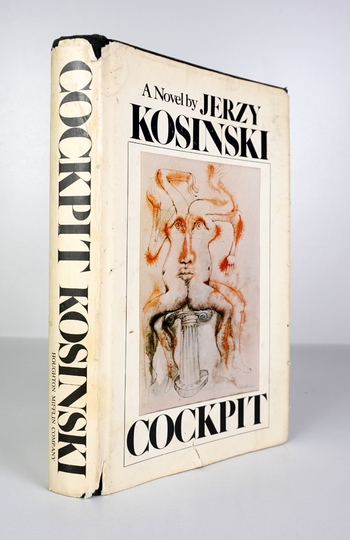 A Novel by JERZY
KOSINSKI
COCKPIT
COCKPIT KOSINSKI
HOUGHTON MIFFLIN COMPANY